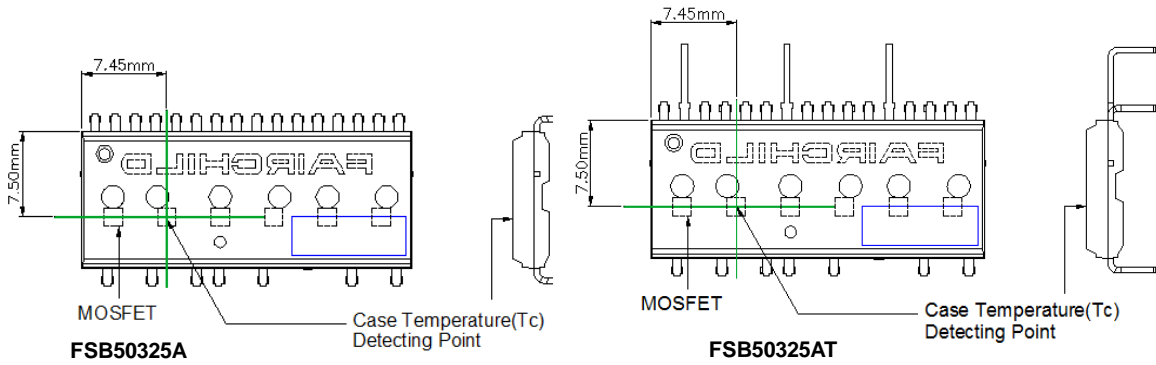 7.45mm
7.50mm
FAIRCHILD
MOSFET
Case Temperature(Tc)
Detecting Point
FSB50325A
7.45mm
7.50mm
FAIRCHILD
MOSFET
Case Temperature(Tc)
Detecting Point
FSB50325AT